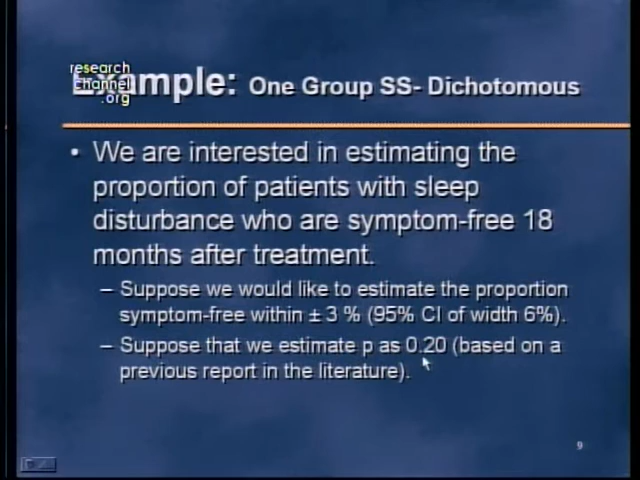 research
channel
.org
Example: One Group SS- Dichotomous
• We are interested in estimating the
proportion of patients with sleep
disturbance who are symptom-free 18
months after treatment.
– Suppose we would like to estimate the proportion
symptom-free within ± 3 % (95% CI of width 6%).
– Suppose that we estimate p as 0.20 (based on a
previous report in the literature).
9